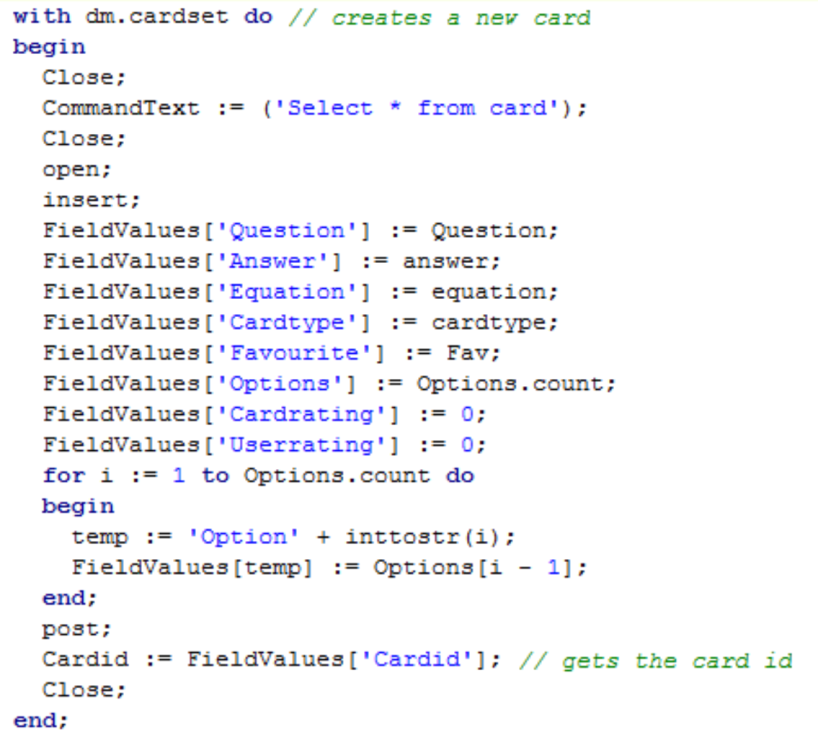 with dm.cardset do // creates a new card
begin
  Close;
  CommandText := ('Select * from card');
  Close;
  open;
  insert;
  FieldValues['Question'] := Question;
  FieldValues['Answer'] := answer;
  FieldValues['Equation'] := equation;
  FieldValues['Cardtype'] := cardtype;
  FieldValues['Favourite'] := Fav;
  FieldValues['Options'] := Options.count;
  FieldValues['Cardrating'] := 0;
  FieldValues['Userrating'] := 0;
  for i := 1 to Options.count do
  begin
    temp := 'Option' + inttostr(i);
    FieldValues[temp] := Options[i - 1];
  end;
  post;
  Cardid := FieldValues['Cardid']; // gets the card id
  Close;
end;